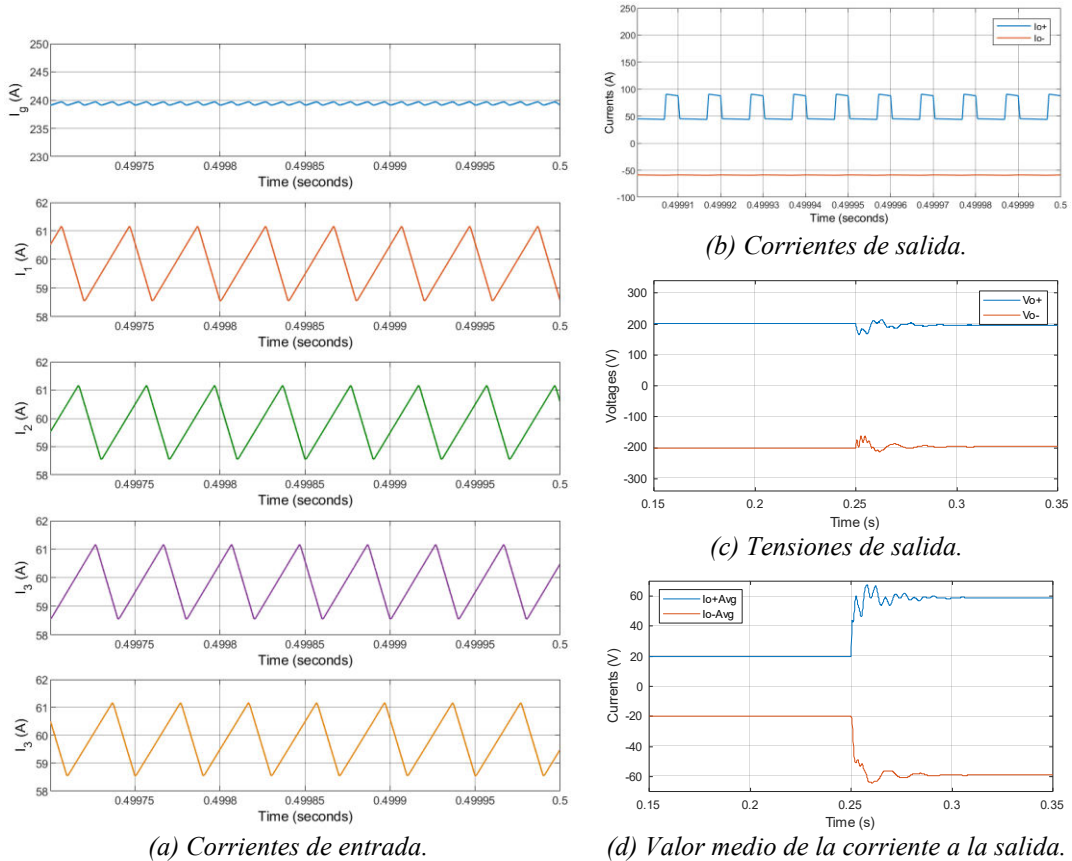 250
245
240
235
230
I_g (A)
0.49975 0.4998 0.49985 0.4999 0.49995 0.5
Time (seconds)
62
61
60
59
58
I_1 (A)
0.49975 0.4998 0.49985 0.4999 0.49995 0.5
Time (seconds)
62
61
60
59
58
I_2 (A)
0.49975 0.4998 0.49985 0.4999 0.49995 0.5
Time (seconds)
62
61
60
59
58
I_3 (A)
0.49975 0.4998 0.49985 0.4999 0.49995 0.5
Time (seconds)
62
61
60
59
58
I_3 (A)
0.49975 0.4998 0.49985 0.4999 0.49995 0.5
Time (seconds)
(a) Corrientes de entrada.
250
200
150
100
50
0
-50
-100
Currents (A)
Io+
Io-
0.49991 0.49992 0.49993 0.49994 0.49995 0.49996 0.49997 0.49998 0.49999 0.5
Time (seconds)
(b) Corrientes de salida.
300
200
100
0
-100
-200
-300
Voltages (V)
Vo+
Vo-
0.15 0.2 0.25 0.3 0.35
Time (s)
(c) Tensiones de salida.
60
40
20
0
-20
-40
-60
Currents (V)
Io+Avg
Io-Avg
0.15 0.2 0.25 0.3 0.35
Time (s)
(d) Valor medio de la corriente a la salida.